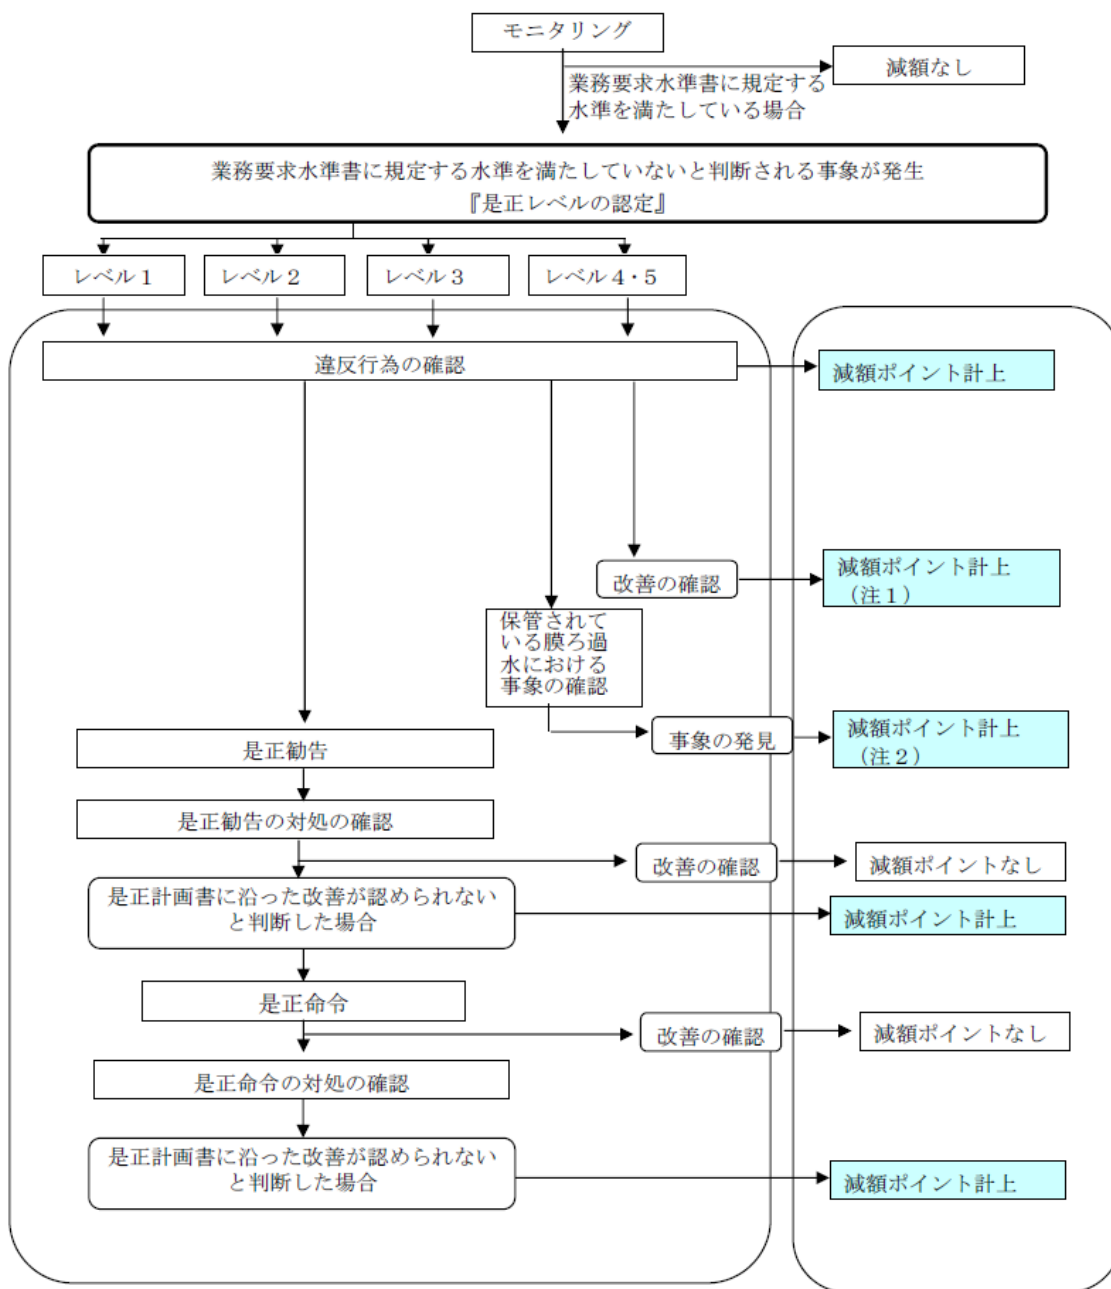 モニタリング
減額なし
業務要求水準書に規定する
水準を満たしている場合
業務要求水準書に規定する水準を満たしていないと判断される事象が発生
『是正レベルの認定』
レベル１
レベル２
レベル３
レベル４・５
違反行為の確認
減額ポイント計上
改善の確認
減額ポイント計上
（注１）
保管されて
いる膜ろ過
水における
事象の確認
事象の発見
減額ポイント計上
（注２）
是正勧告
是正勧告の対処の確認
改善の確認
減額ポイントなし
是正計画書に沿った改善が認められない
と判断した場合
減額ポイント計上
是正命令
改善の確認
減額ポイントなし
是正命令の対処の確認
是正計画書に沿った改善が認められない
と判断した場合
減額ポイント計上